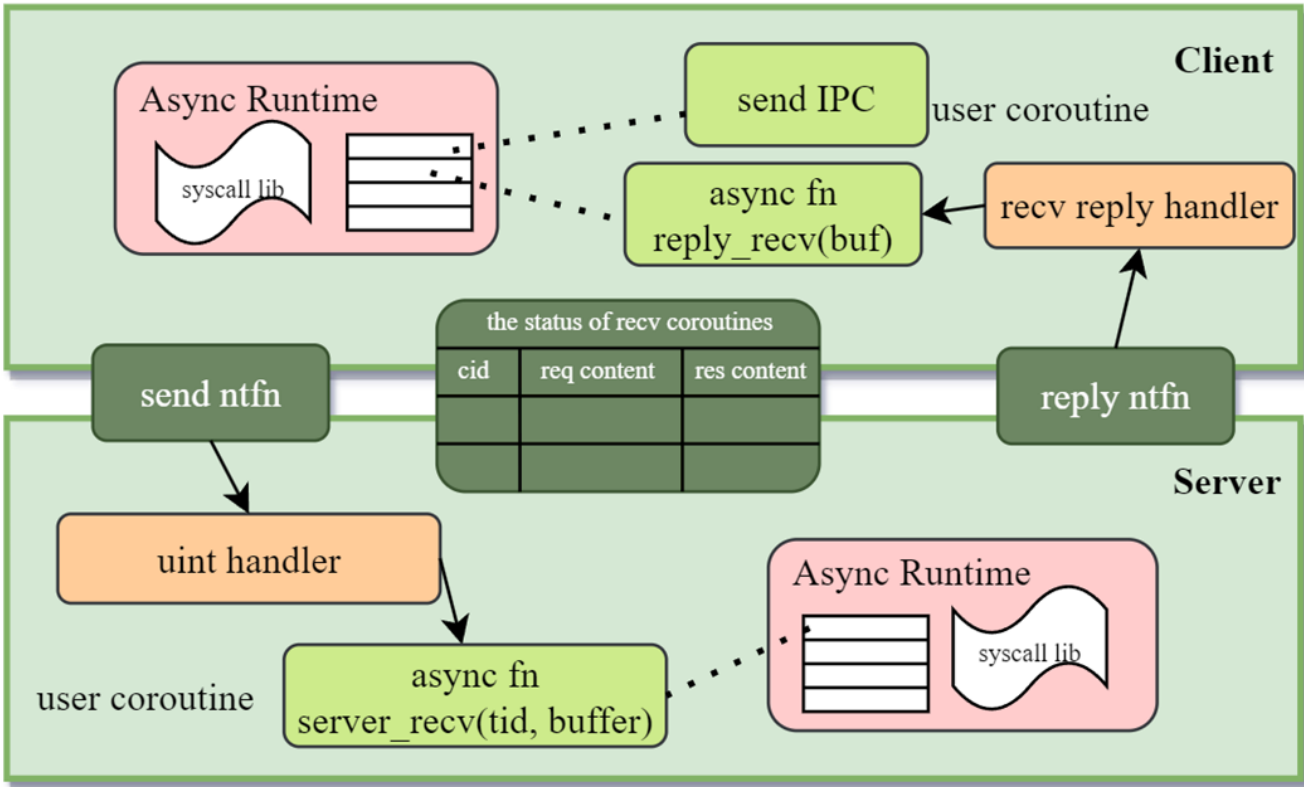 Client
Async Runtime
syscall lib
send IPC
user coroutine
async fn
reply_recv(buf)
recv reply handler
the status of recv coroutines
cid
req content
res content
send ntfn
reply ntfn
Server
uint handler
Async Runtime
syscall lib
async fn
server_recv(tid, buffer)
user coroutine